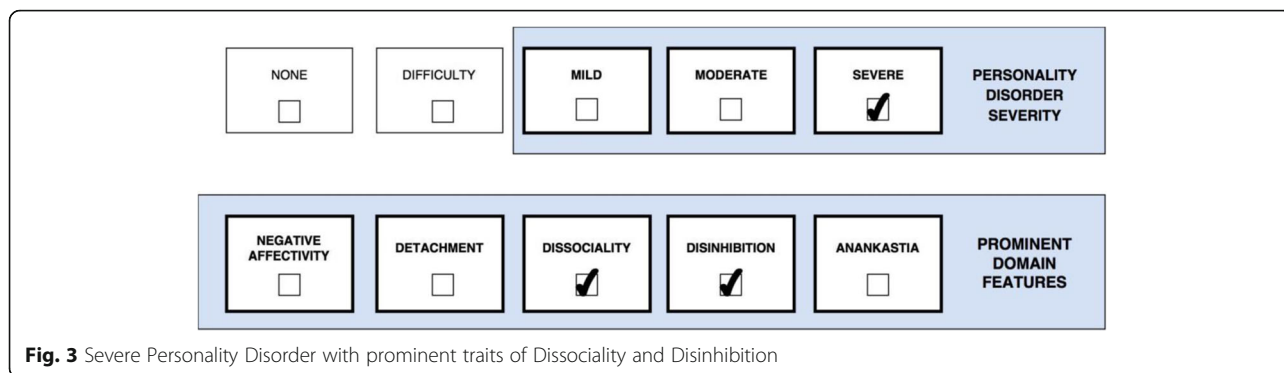 NONE
DIFFICULTY
MILD
MODERATE
SEVERE
PERSONALITY
DISORDER
SEVERITY
NEGATIVE
AFFECTIVITY
DETACHMENT
DISSOCIALITY
DISINHIBITION
ANANKASTIA
PROMINENT
DOMAIN
FEATURES
Fig. 3 Severe Personality Disorder with prominent traits of Dissociality and Disinhibition